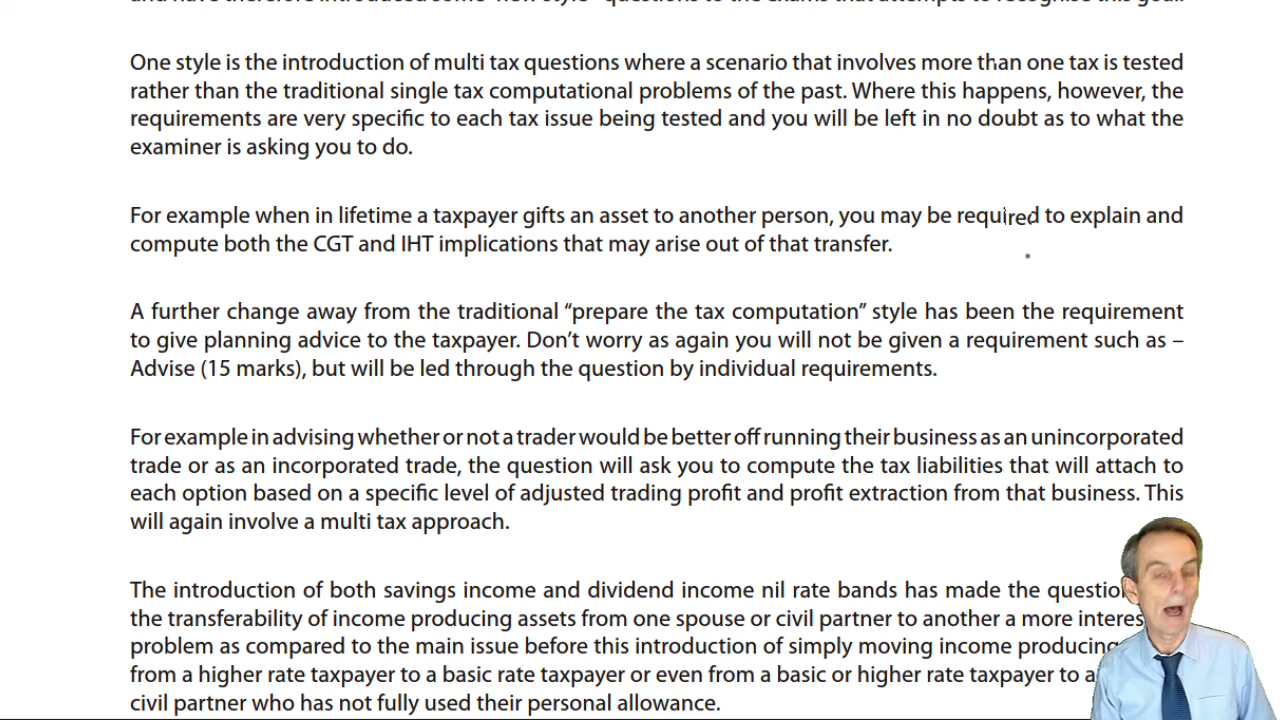 One style is the introduction of multi tax questions where a scenario that involves more than one tax is tested
rather than the traditional single tax computational problems of the past. Where this happens, however, the
requirements are very specific to each tax issue being tested and you will be left in no doubt as to what the
examiner is asking you to do.
For example when in lifetime a taxpayer gifts an asset to another person, you may be required to explain and
compute both the CGT and IHT implications that may arise out of that transfer.
A further change away from the traditional “prepare the tax computation” style has been the requirement
to give planning advice to the taxpayer. Don’t worry as again you will not be given a requirement such as –
Advise (15 marks), but will be led through the question by individual requirements.
For example in advising whether or not a trader would be better off running their business as an unincorporated
trade or as an incorporated trade, the question will ask you to compute the tax liabilities that will attach to
each option based on a specific level of adjusted trading profit and profit extraction from that business. This
will again involve a multi tax approach.
The introduction of both savings income and dividend income nil rate bands has made the
the transferability of income producing assets from one spouse or civil partner to another a more
problem as compared to the main issue before this introduction of simply moving income producing
from a higher rate taxpayer to a basic rate taxpayer or even from a basic or higher rate taxpayer to
civil partner who has not fully used their personal allowance.